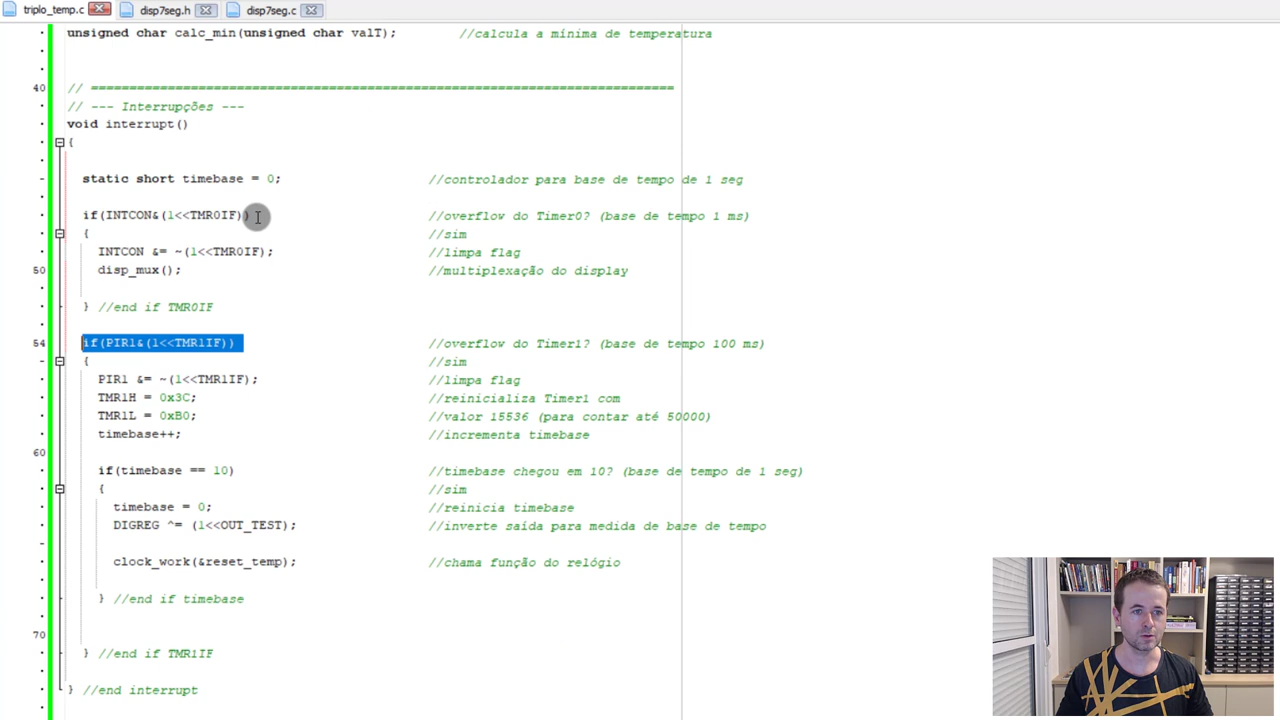 triplo_temp.c disp7seg.h disp7seg.c
unsigned char calc_min(unsigned char valT); //calcula a mínima de temperatura
40 // =============================================================================
// --- Interrupções ---
void interrupt()
{
static short timebase = 0; //controlador para base de tempo de 1 seg
if(INTCON&(1<<TMR0IF)) //overflow do Timer0? (base de tempo 1 ms)
{ //sim
INTCON &= ~(1<<TMR0IF); //limpa flag
50 disp_mux(); //multiplexação do display
} //end if TMR0IF
54 if(PIR1&(1<<TMR1IF)) //overflow do Timer1? (base de tempo 100 ms)
{ //sim
PIR1 &= ~(1<<TMR1IF); //limpa flag
TMR1H = 0x3C; //reinicializa Timer1 com
TMR1L = 0xB0; //valor 15536 (para contar até 50000)
timebase++; //incrementa timebase
60
if(timebase == 10) //timebase chegou em 10? (base de tempo de 1 seg)
{ //sim
timebase = 0; //reinicia timebase
DIGREG ^= (1<<OUT_TEST); //inverte saída para medida de base de tempo
clock_work(&reset_temp); //chama função do relógio
} //end if timebase
70
} //end if TMR1IF
} //end interrupt